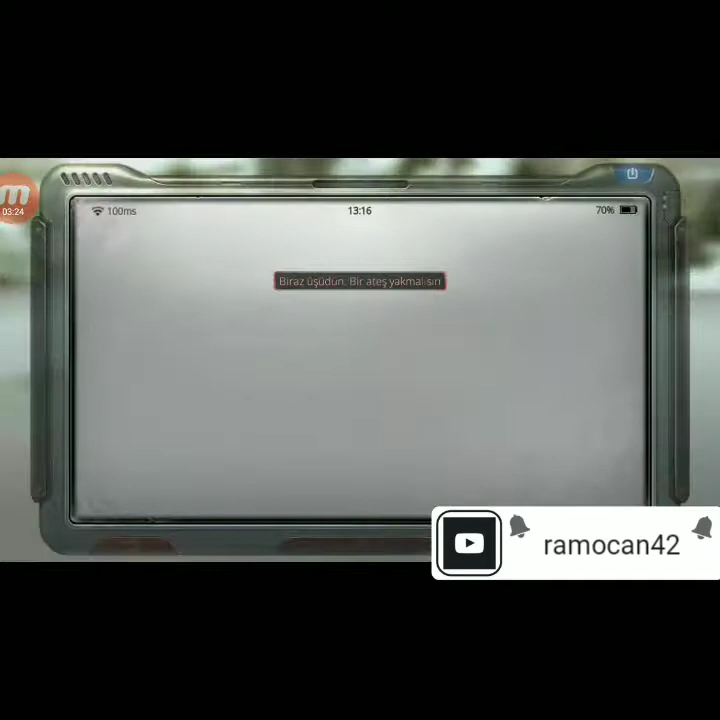 m
03:24
100ms
13:16
70%
Biraz üşüdün. Bir ateş yakmalısın
ramocan42